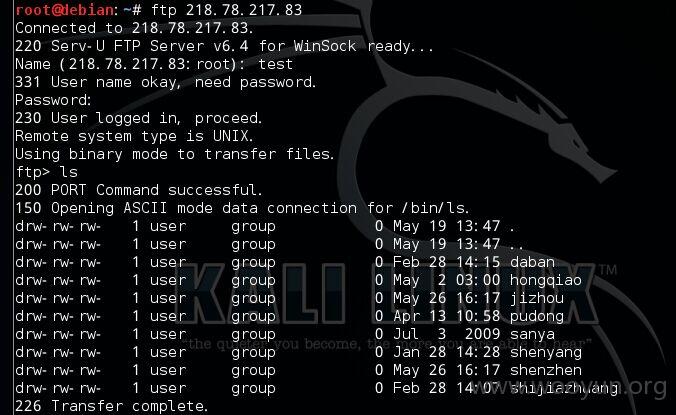 root@debian:~# ftp 218.78.217.83
Connected to 218.78.217.83.
220 Serv-U FTP Server v6.4 for WinSock ready...
Name (218.78.217.83:root): test
331 User name okay, need password.
Password:
230 User logged in, proceed.
Remote system type is UNIX.
Using binary mode to transfer files.
ftp> ls
200 PORT Command successful.
150 Opening ASCII mode data connection for /bin/ls.
drw-rw-rw-   1 user     group           0 May 19 13:47 .
drw-rw-rw-   1 user     group           0 May 19 13:47 ..
drw-rw-rw-   1 user     group           0 Feb 28 14:15 daban
drw-rw-rw-   1 user     group           0 May  2 03:00 hongqiao
drw-rw-rw-   1 user     group           0 May 26 16:17 jizhou
drw-rw-rw-   1 user     group           0 Apr 13 10:58 pudong
drw-rw-rw-   1 user     group           0 Jul  3  2009 sanya
drw-rw-rw-   1 user     group           0 Jan 28 14:28 shenyang
drw-rw-rw-   1 user     group           0 May 26 16:17 shenzhen
drw-rw-rw-   1 user     group           0 Feb 28 14:07 shijiazhuang
226 Transfer complete.
KALI LINUX
TM
"the quieter you become, the more you are able to hear"
www.wooyun.org